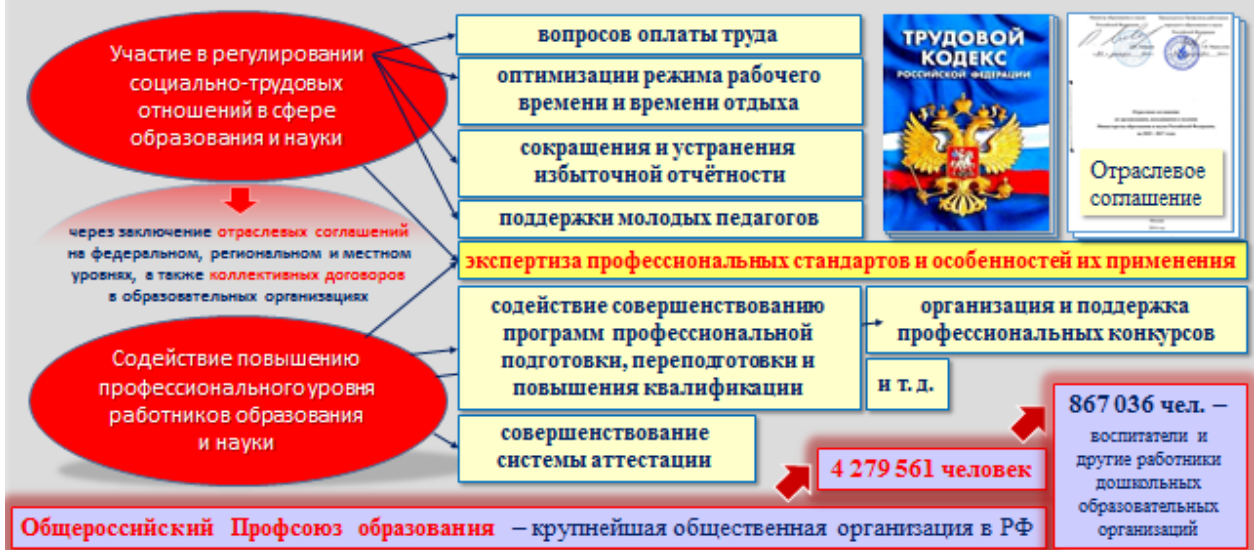 Участие в регулировании
социально-трудовых
отношений в сфере
образования и науки
через заключение отраслевых соглашений
на федеральном, региональном и местном
уровнях, а также коллективных договоров
в образовательных организациях
Содействие повышению
профессионального уровня
работников образования
и науки
вопросов оплаты труда
оптимизации режима рабочего
времени и времени отдыха
сокращения и устранения
избыточной отчётности
поддержки молодых педагогов
ТРУДОВОЙ
КОДЕКС
РОССИЙСКОЙ ФЕДЕРАЦИИ
Отраслевое
соглашение
экспертиза профессиональных стандартов и особенностей их применения
содействие совершенствованию
программ профессиональной
подготовки, переподготовки и
повышения квалификации
организация и поддержка
профессиональных конкурсов
и т. д.
совершенствование
системы аттестации
4 279 561 человек
867 036 чел. –
воспитатели и
другие работники
дошкольных
образовательных
организаций
Общероссийский Профсоюз образования – крупнейшая общественная организация в РФ